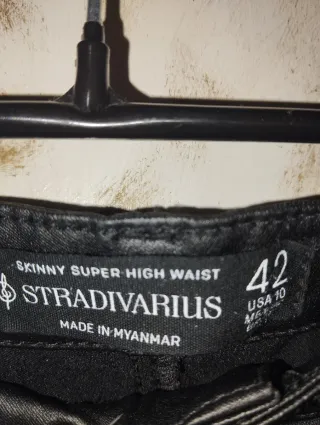 SKINNY SUPER HIGH WAIST
STRADIVARIUS
MADE IN MYANMAR
42
USA 10